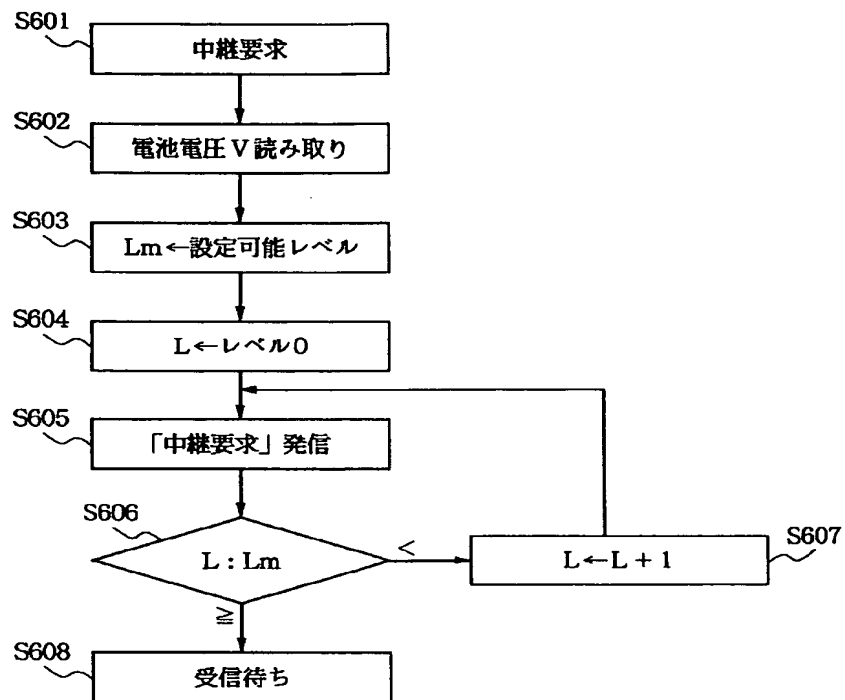 S601
中継要求
S602
電池電圧V読み取り
S603
Lm←設定可能レベル
S604
L←レベル0
S605
「中継要求」発信
S606
L : Lm
<
S607
L←L + 1
≧
S608
受信待ち